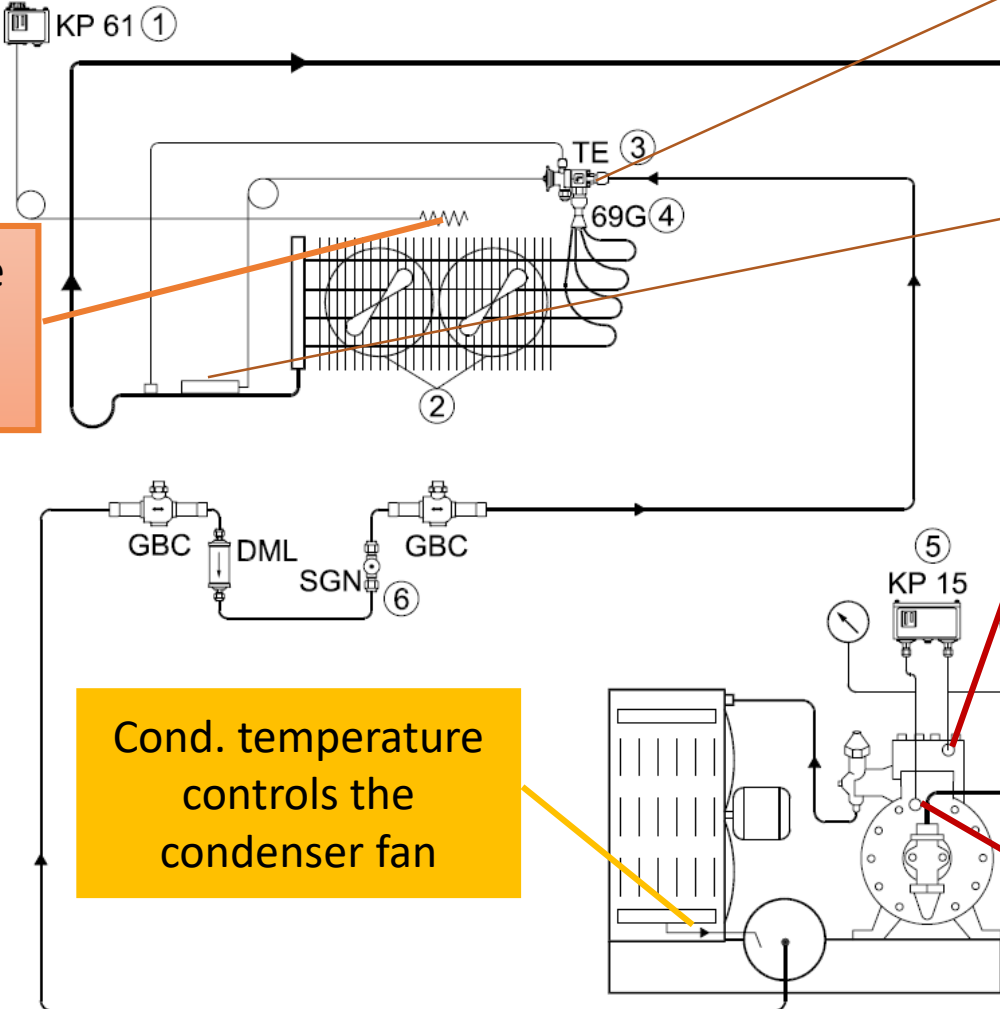 KP 61 ①
TE ③
69G ④
e
②
GBC
DML
SGN ⑥
GBC
⑤
KP 15
Cond. temperature
controls the
condenser fan